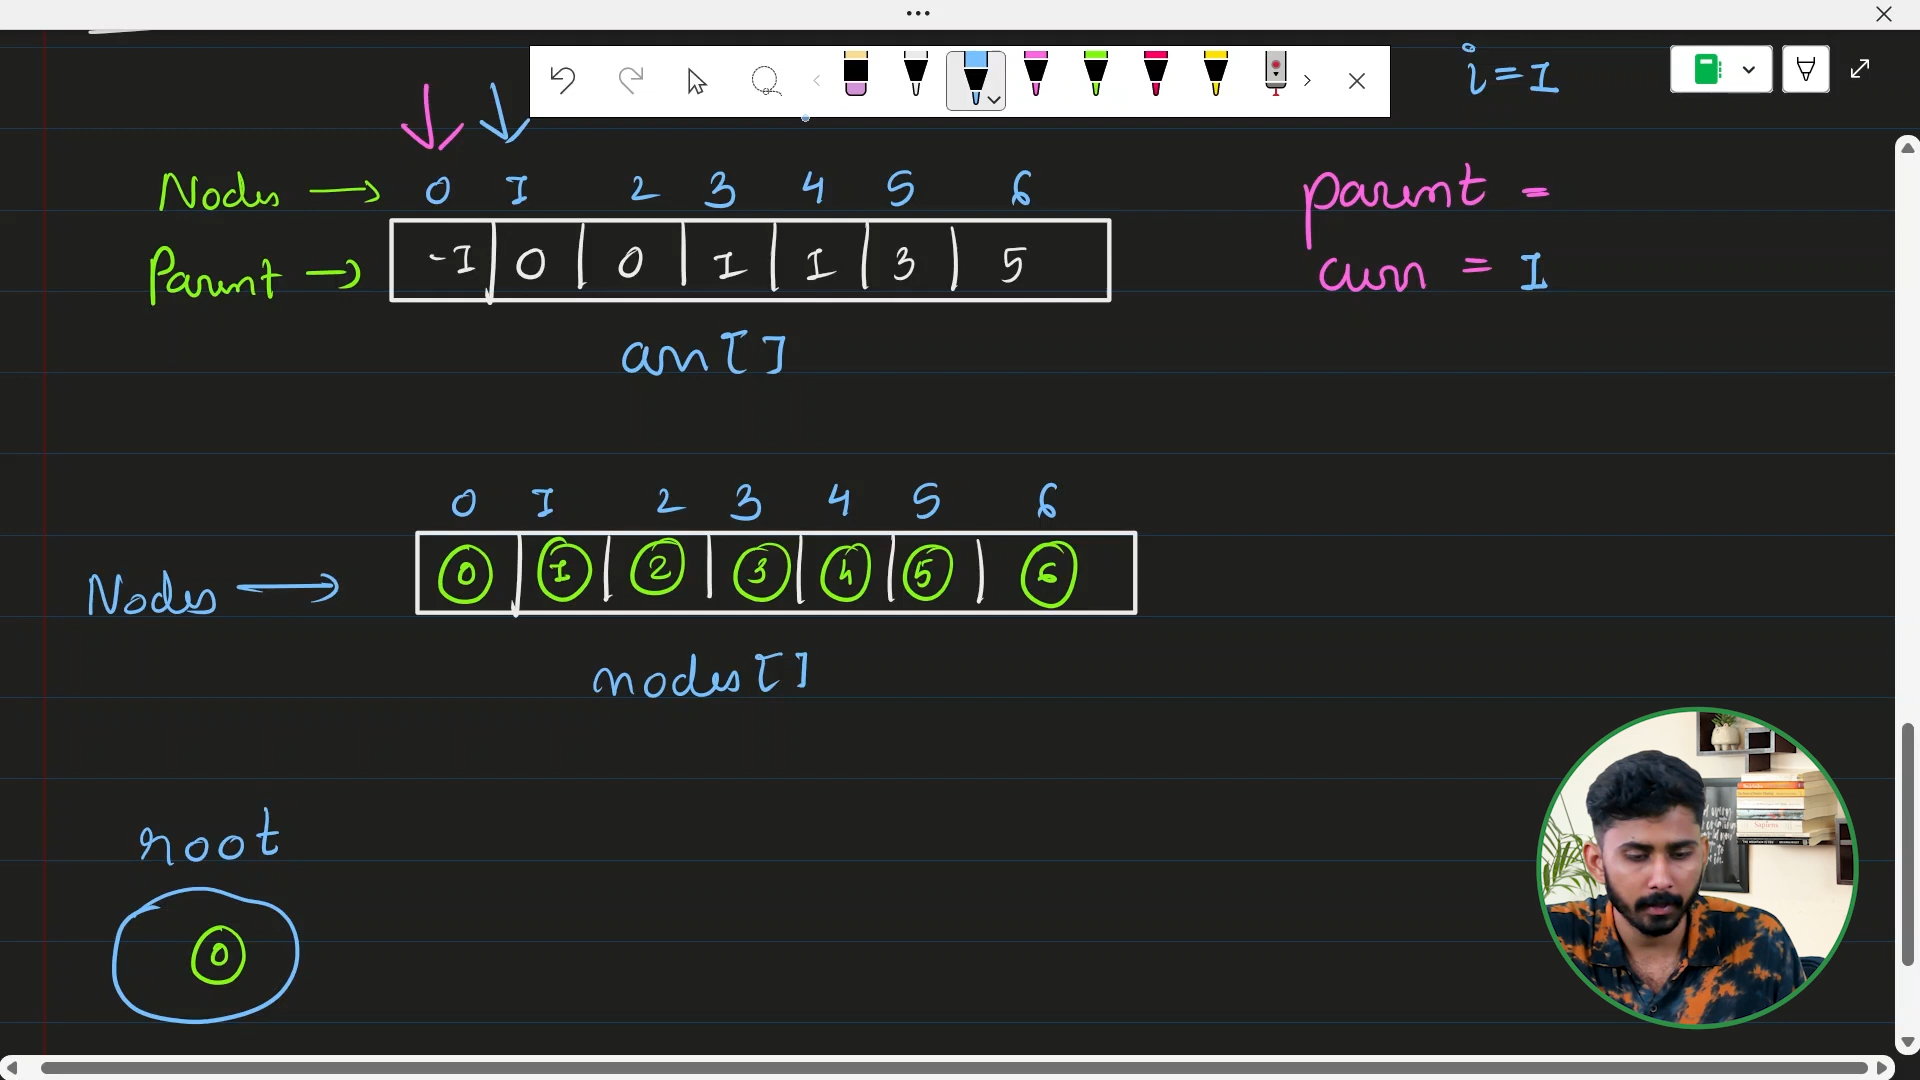 i = 1
Nodes → 0 1 2 3 4 5 6
parent =
Parent → -1 0 0 1 1 3 5
curr = 1
arr[]
0 1 2 3 4 5 6
Nodes → 0 1 2 3 4 5 6
nodes[]
root
0